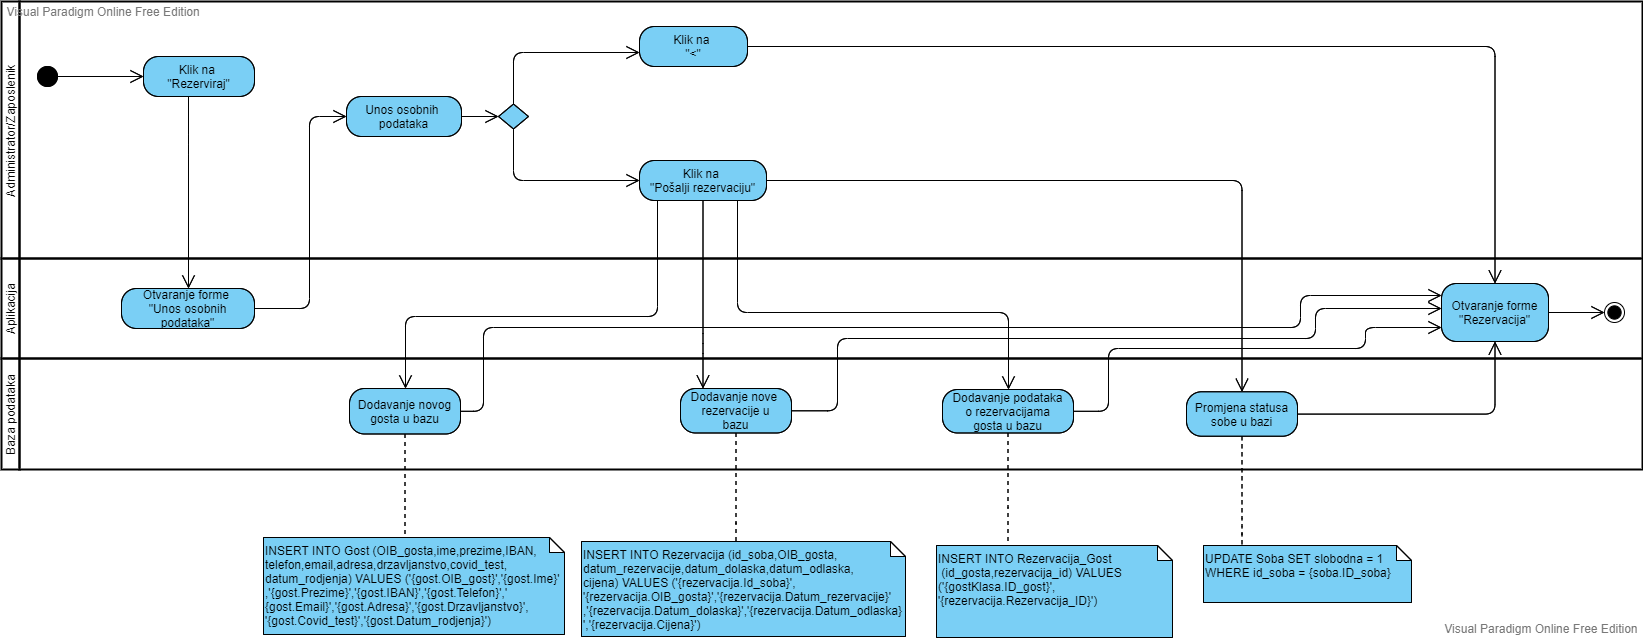 Visual Paradigm Online Free Edition
Administrator/Zaposlenik
Klik na
"Rezerviraj"
Unos osobnih
podataka
Klik na
"<"
Klik na
"Pošalji rezervaciju"
Aplikacija
Otvaranje forme
"Unos osobnih
podataka"
Otvaranje forme
"Rezervacija"
Baza podataka
Dodavanje novog
gosta u bazu
Dodavanje nove
rezervacije u
bazu
Dodavanje podataka
o rezervacijama
gosta u bazu
Promjena statusa
sobe u bazi
INSERT INTO Gost (OIB_gosta,ime,prezime,IBAN,
telefon,email,adresa,drzavljanstvo,covid_test,
datum_rodjenja) VALUES ('{gost.OIB_gost}','{gost.Ime}'
,'{gost.Prezime}','{gost.IBAN}','{gost.Telefon}','
{gost.Email}','{gost.Adresa}','{gost.Drzavljanstvo}',
'{gost.Covid_test}','{gost.Datum_rodjenja}')
INSERT INTO Rezervacija (id_soba,OIB_gosta,
datum_rezervacije,datum_dolaska,datum_odlaska,
cijena) VALUES ('{rezervacija.Id_soba}',
'{rezervacija.OIB_gosta}','{rezervacija.Datum_rezervacije}'
,'{rezervacija.Datum_dolaska}','{rezervacija.Datum_odlaska}
','{rezervacija.Cijena}')
INSERT INTO Rezervacija_Gost
(id_gosta,rezervacija_id) VALUES
('{gostKlasa.ID_gost}',
'{rezervacija.Rezervacija_ID}')
UPDATE Soba SET slobodna = 1
WHERE id_soba = {soba.ID_soba}
Visual Paradigm Online Free Edition